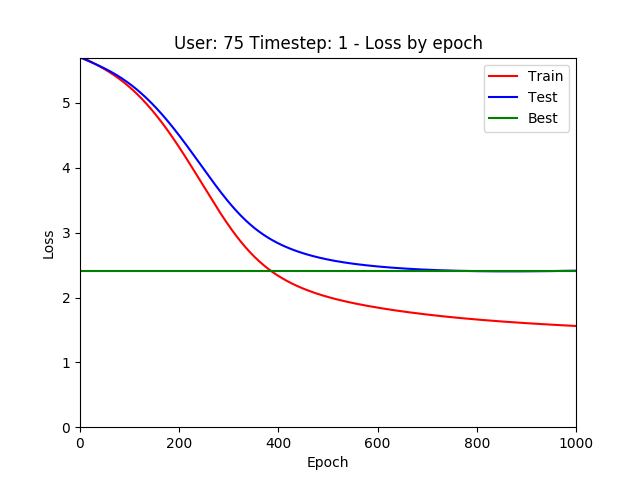 User: 75 Timestep: 1 - Loss by epoch
Train
Test
Best
Loss
5
4
3
2
1
0
0 200 400 600 800 1000
Epoch